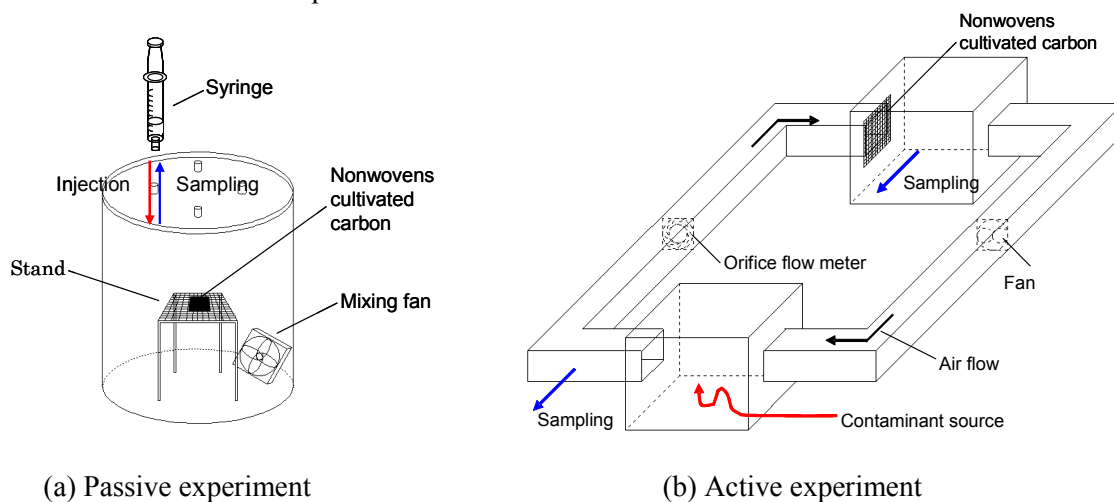 Syringe
Injection
Sampling
Nonwovens
cultivated
carbon
Stand
Mixing fan
(a) Passive experiment
Nonwovens
cultivated carbon
Sampling
Orifice flow meter
Fan
Air flow
Sampling
Contaminant source
(b) Active experiment